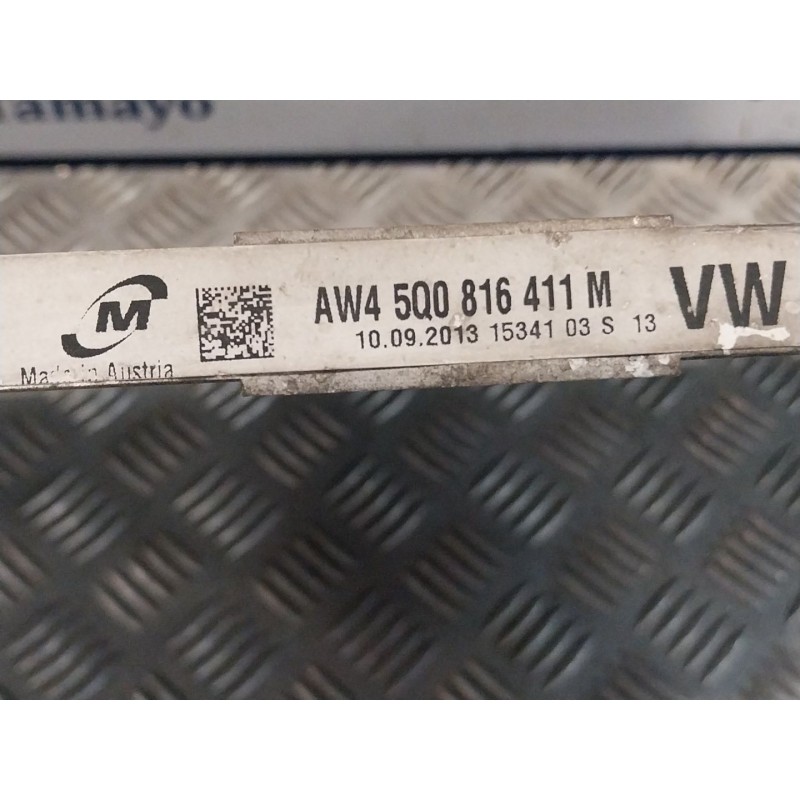 amayo
M
Made in Austria
AW4 5Q0 816 411 M
10.09.2013 15341 03 S 13
VW